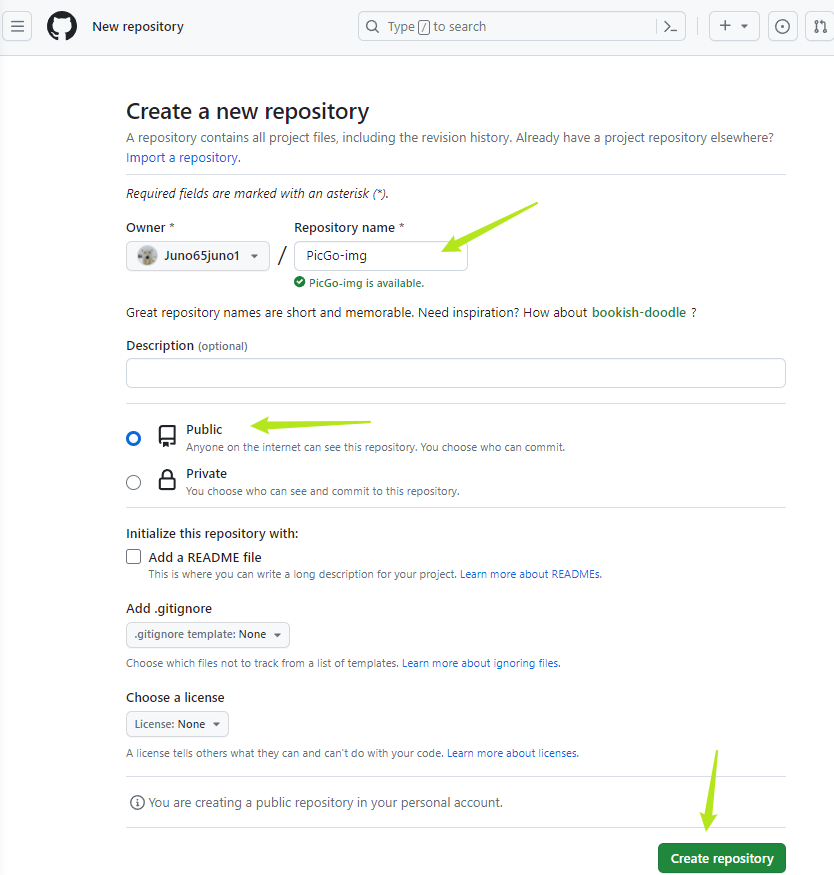 New repository
Type / to search
Create a new repository
A repository contains all project files, including the revision history. Already have a project repository elsewhere?
Import a repository.
Required fields are marked with an asterisk (*).
Owner * Repository name *
Juno65juno1 / PicGo-img
PicGo-img is available.
Great repository names are short and memorable. Need inspiration? How about bookish-doodle ?
Description (optional)
Public
Anyone on the internet can see this repository. You choose who can commit.
Private
You choose who can see and commit to this repository.
Initialize this repository with:
Add a README file
This is where you can write a long description for your project. Learn more about READMEs.
Add .gitignore
.gitignore template: None
Choose which files not to track from a list of templates. Learn more about ignoring files.
Choose a license
License: None
A license tells others what they can and can't do with your code. Learn more about licenses.
You are creating a public repository in your personal account.
Create repository